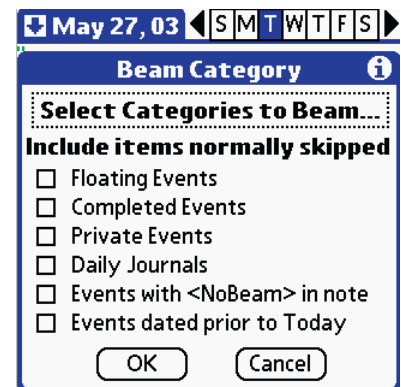 May 27, 03 S M T W T F S
Beam Category i
Select Categories to Beam...
Include items normally skipped
Floating Events
Completed Events
Private Events
Daily Journals
Events with <NoBeam> in note
Events dated prior to Today
OK Cancel